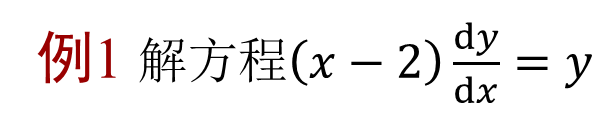 例1 解方程(x − 2) dy/dx = y